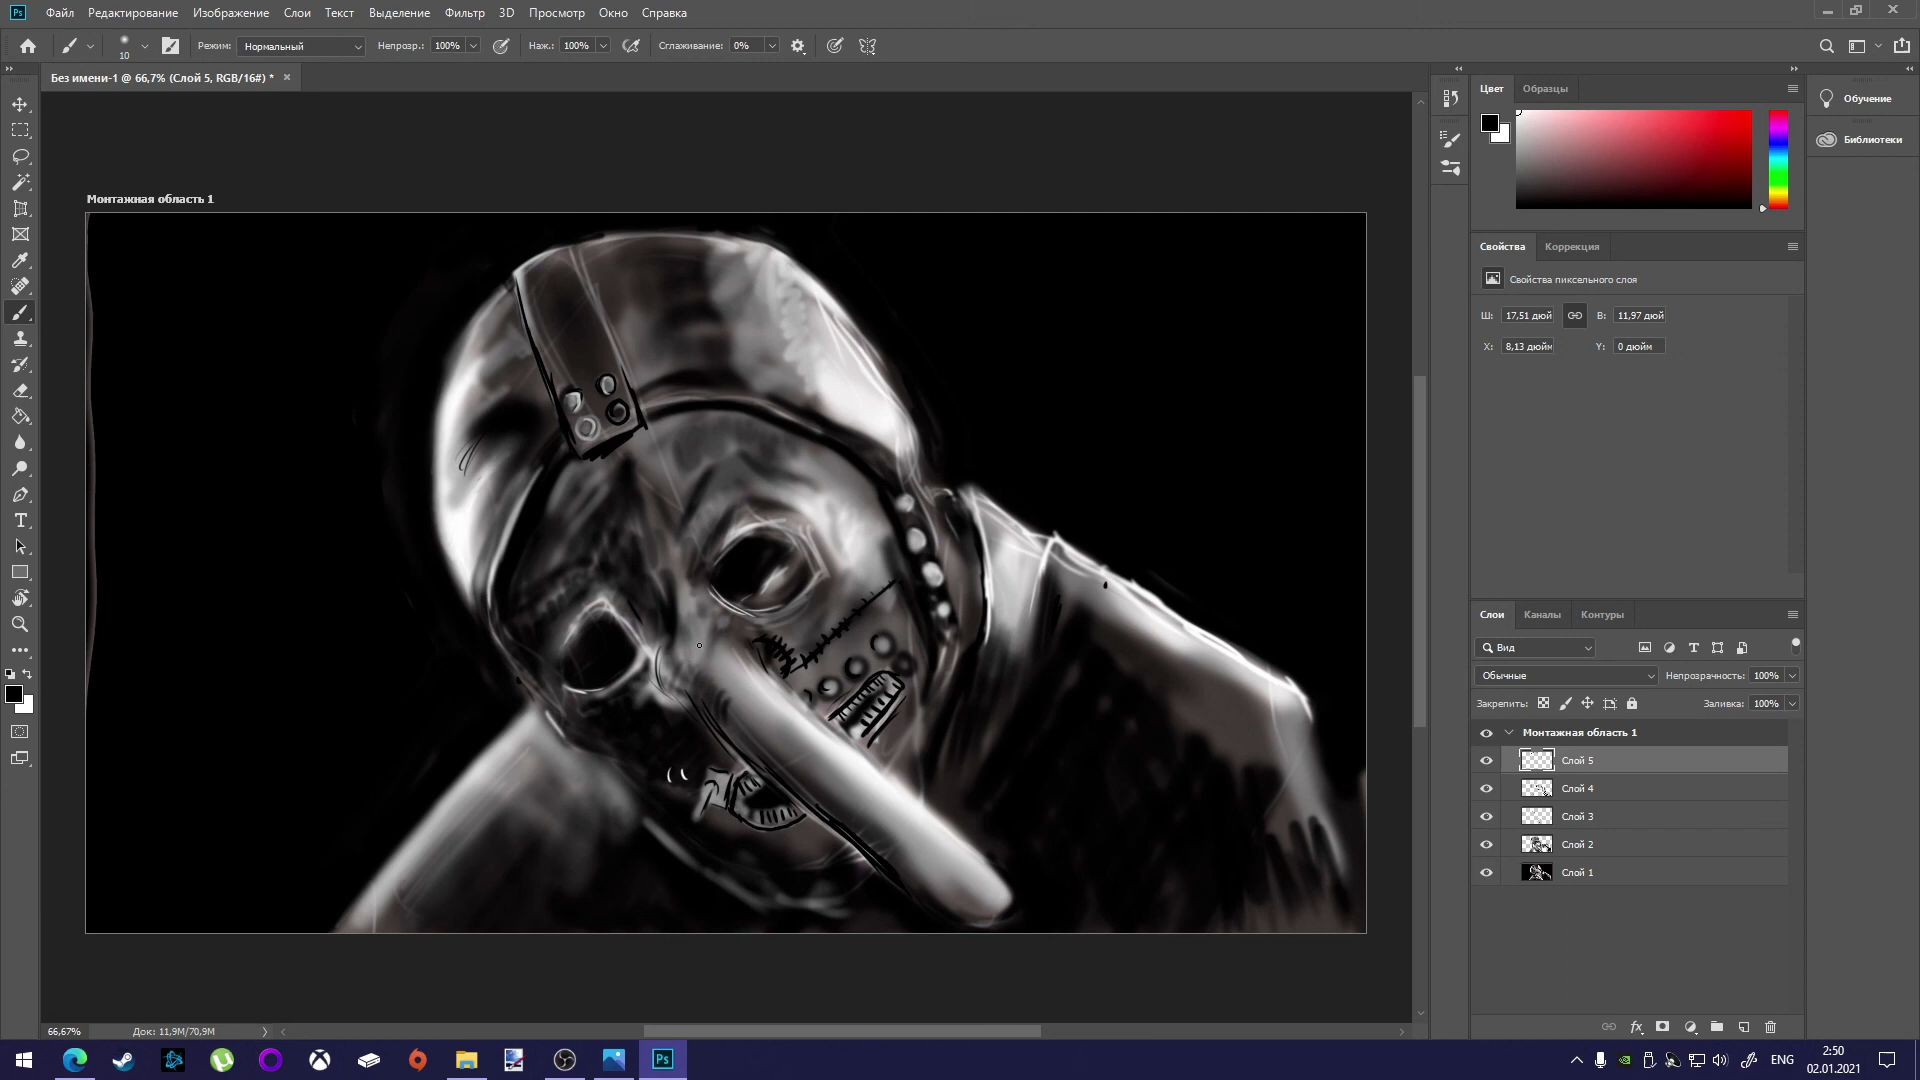 Ps Файл Редактирование Изображение Слои Текст Выделение Фильтр 3D Просмотр Окно Справка
10 Режим: Нормальный Непрозр.: 100% Наж.: 100% Сглаживание: 0%
Без имени-1 @ 66,7% (Слой 5, RGB/16#) *
Цвет Образцы
Обучение
Библиотеки
Монтажная область 1
Свойства Коррекция
Свойства пиксельного слоя
Ш: 17,51 дюй В: 11,97 дюй
X: 8,13 дюйм Y: 0 дюйм
Слои Каналы Контуры
Вид
Обычные Непрозрачность: 100%
Закрепить: Заливка: 100%
Монтажная область 1
Слой 5
Слой 4
Слой 3
Слой 2
Слой 1
fx
66,67% Док: 11,9M/70,9M
Ps
ENG
2:50
02.01.2021